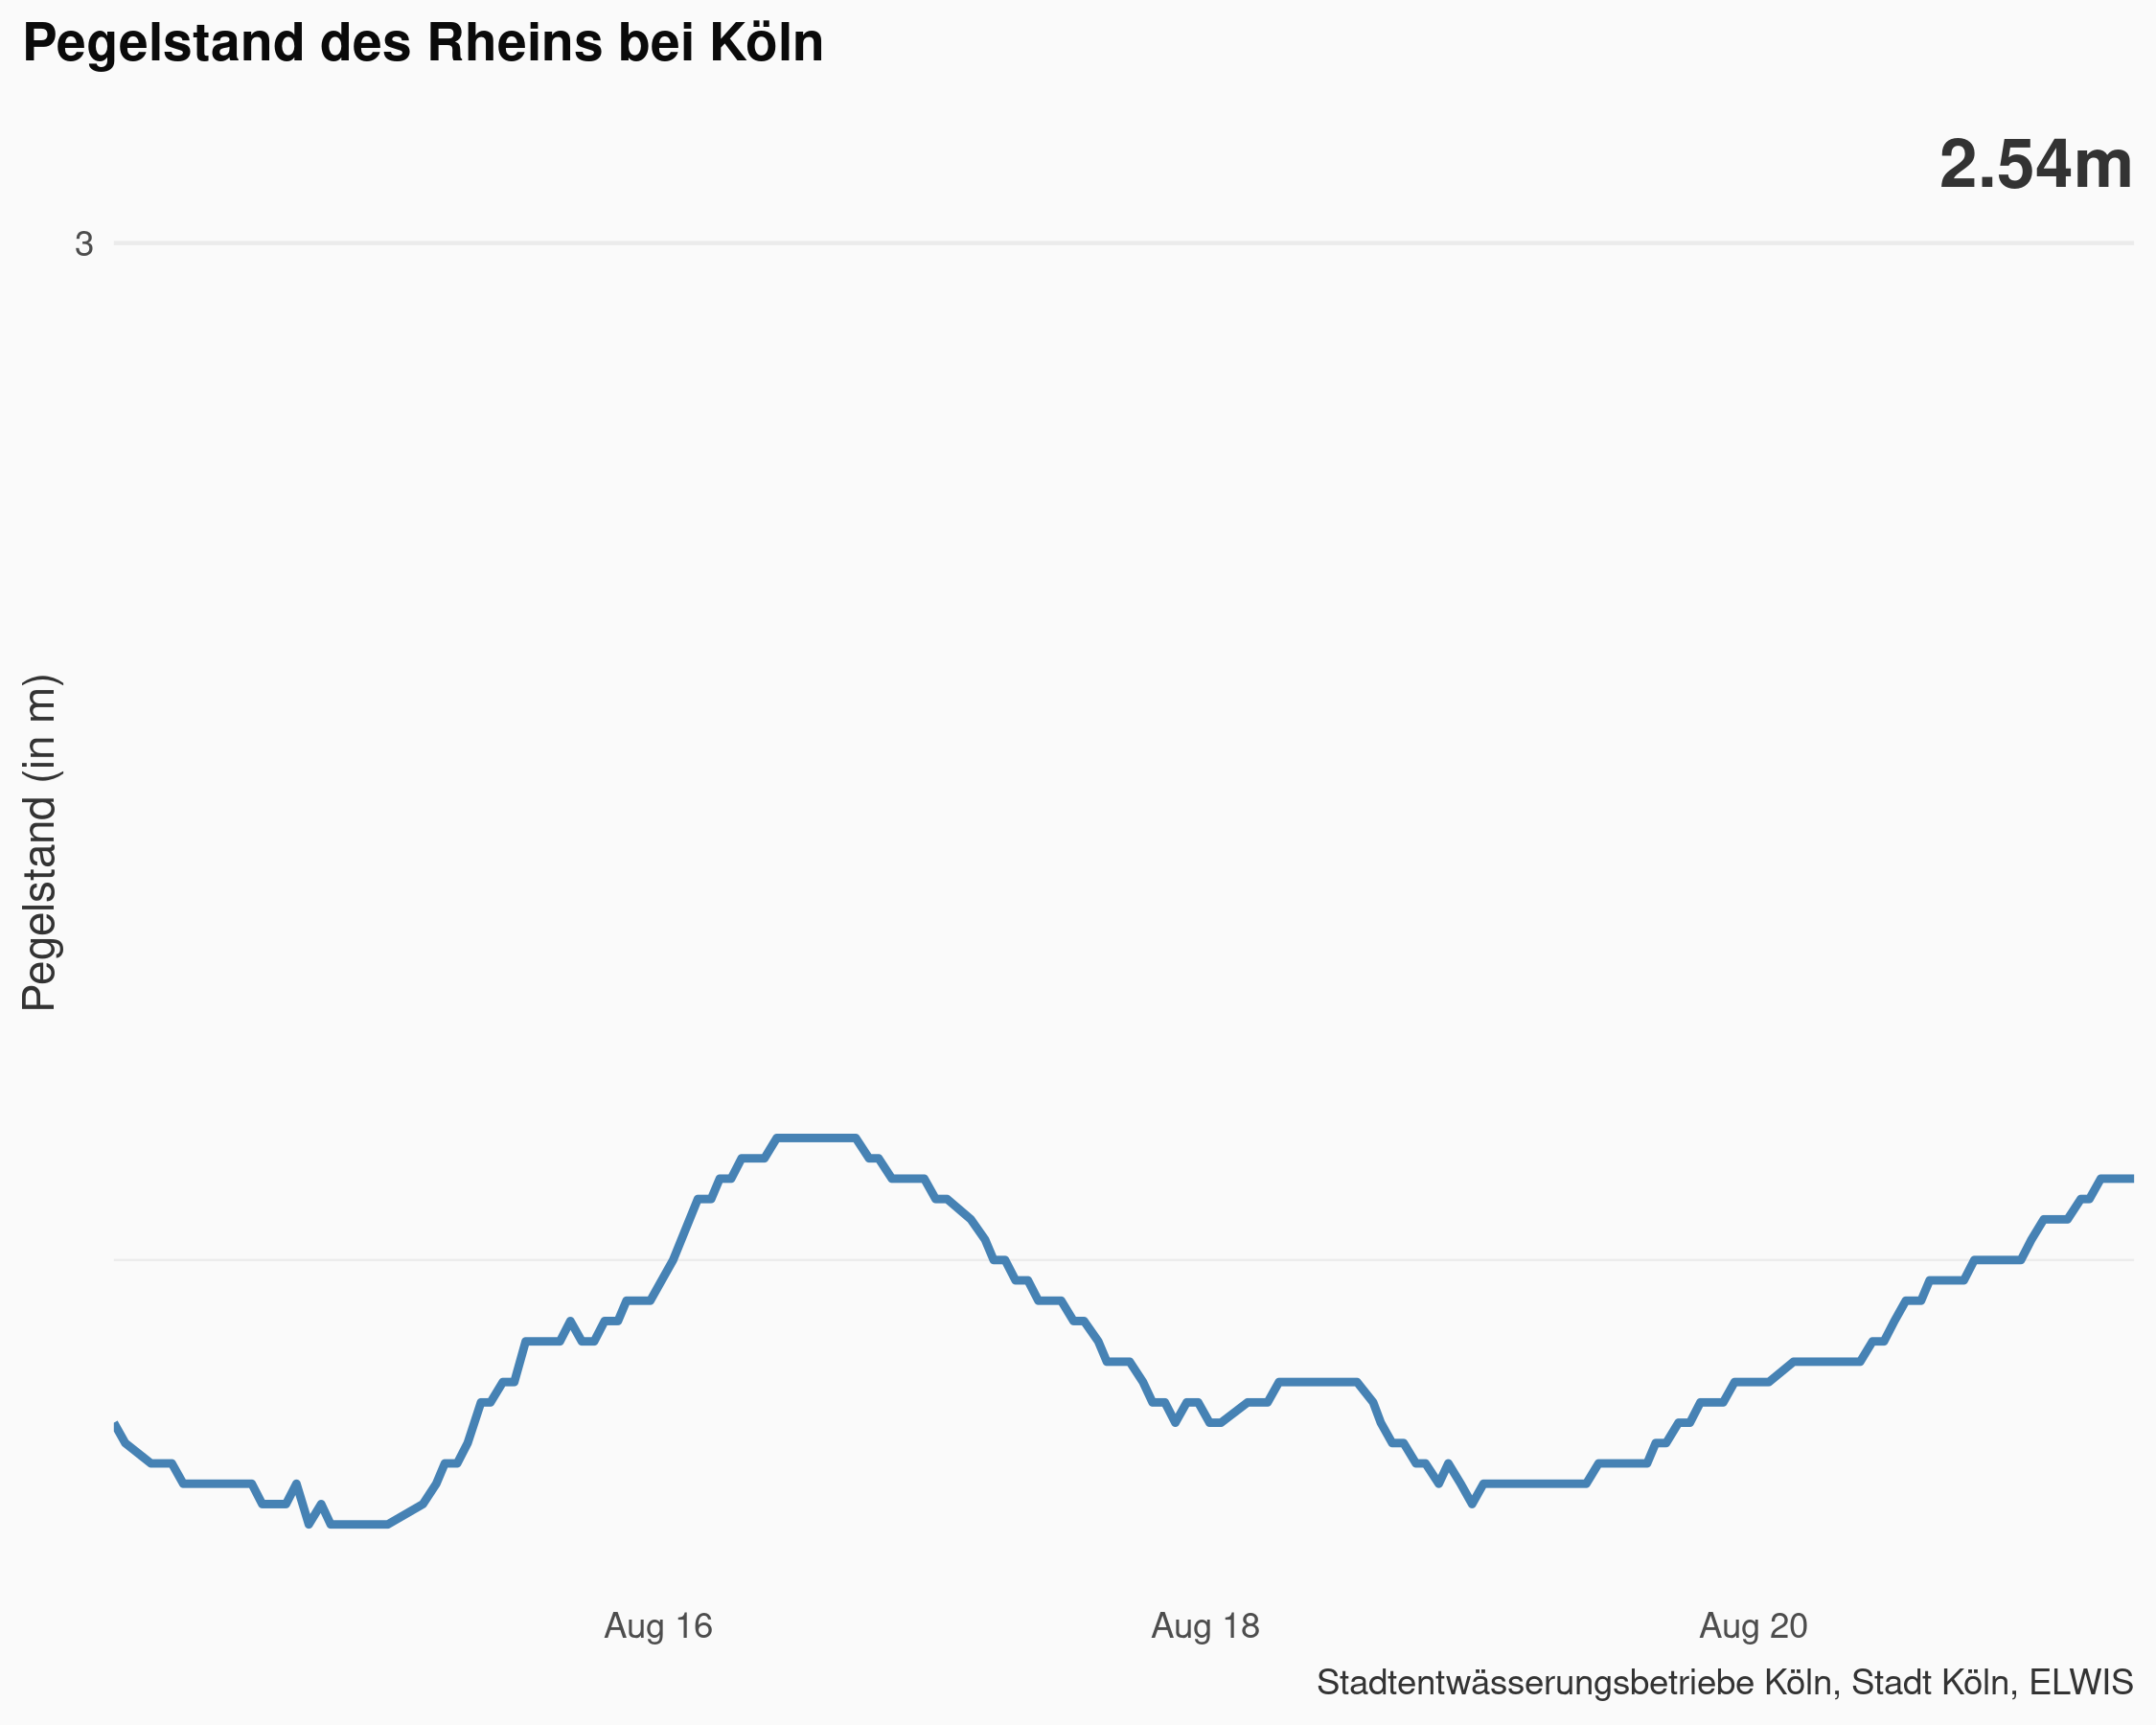 Pegelstand des Rheins bei Köln
2.54m
3
Pegelstand (in m)
Aug 16
Aug 18
Aug 20
Stadtentwässerungsbetriebe Köln, Stadt Köln, ELWIS